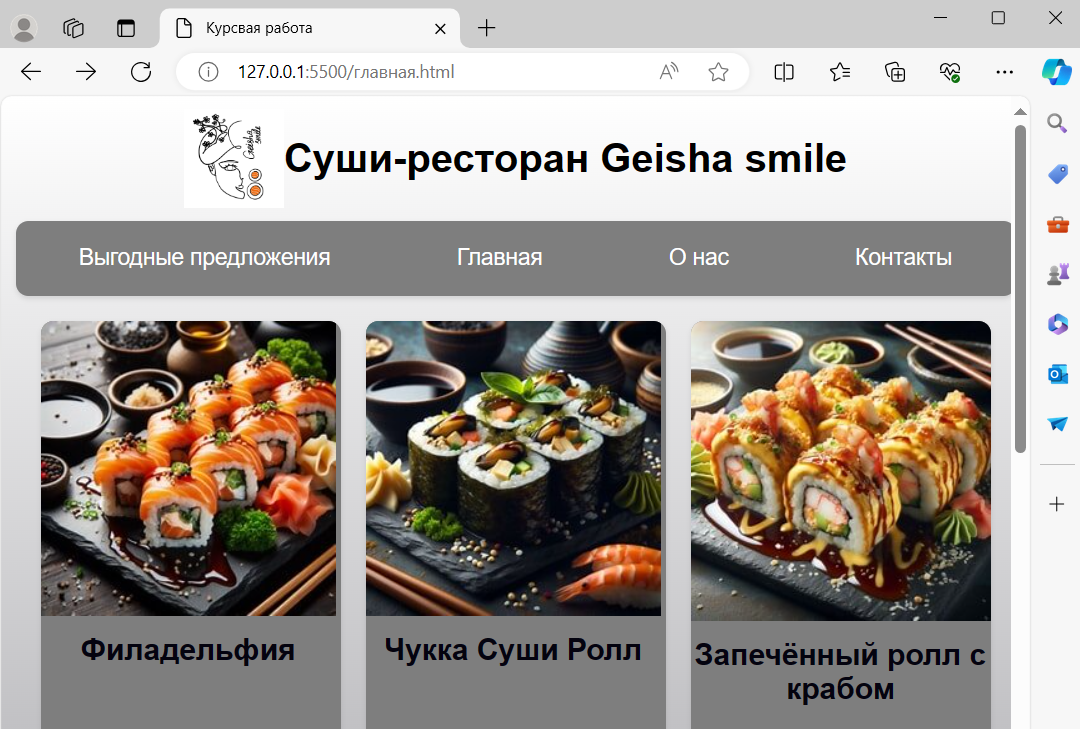 Курсвая работа
127.0.0.1:5500/главная.html
Geisha
smile
Суши-ресторан Geisha smile
Выгодные предложения
Главная
О нас
Контакты
Филадельфия
Чукка Суши Ролл
Запечённый ролл с
крабом